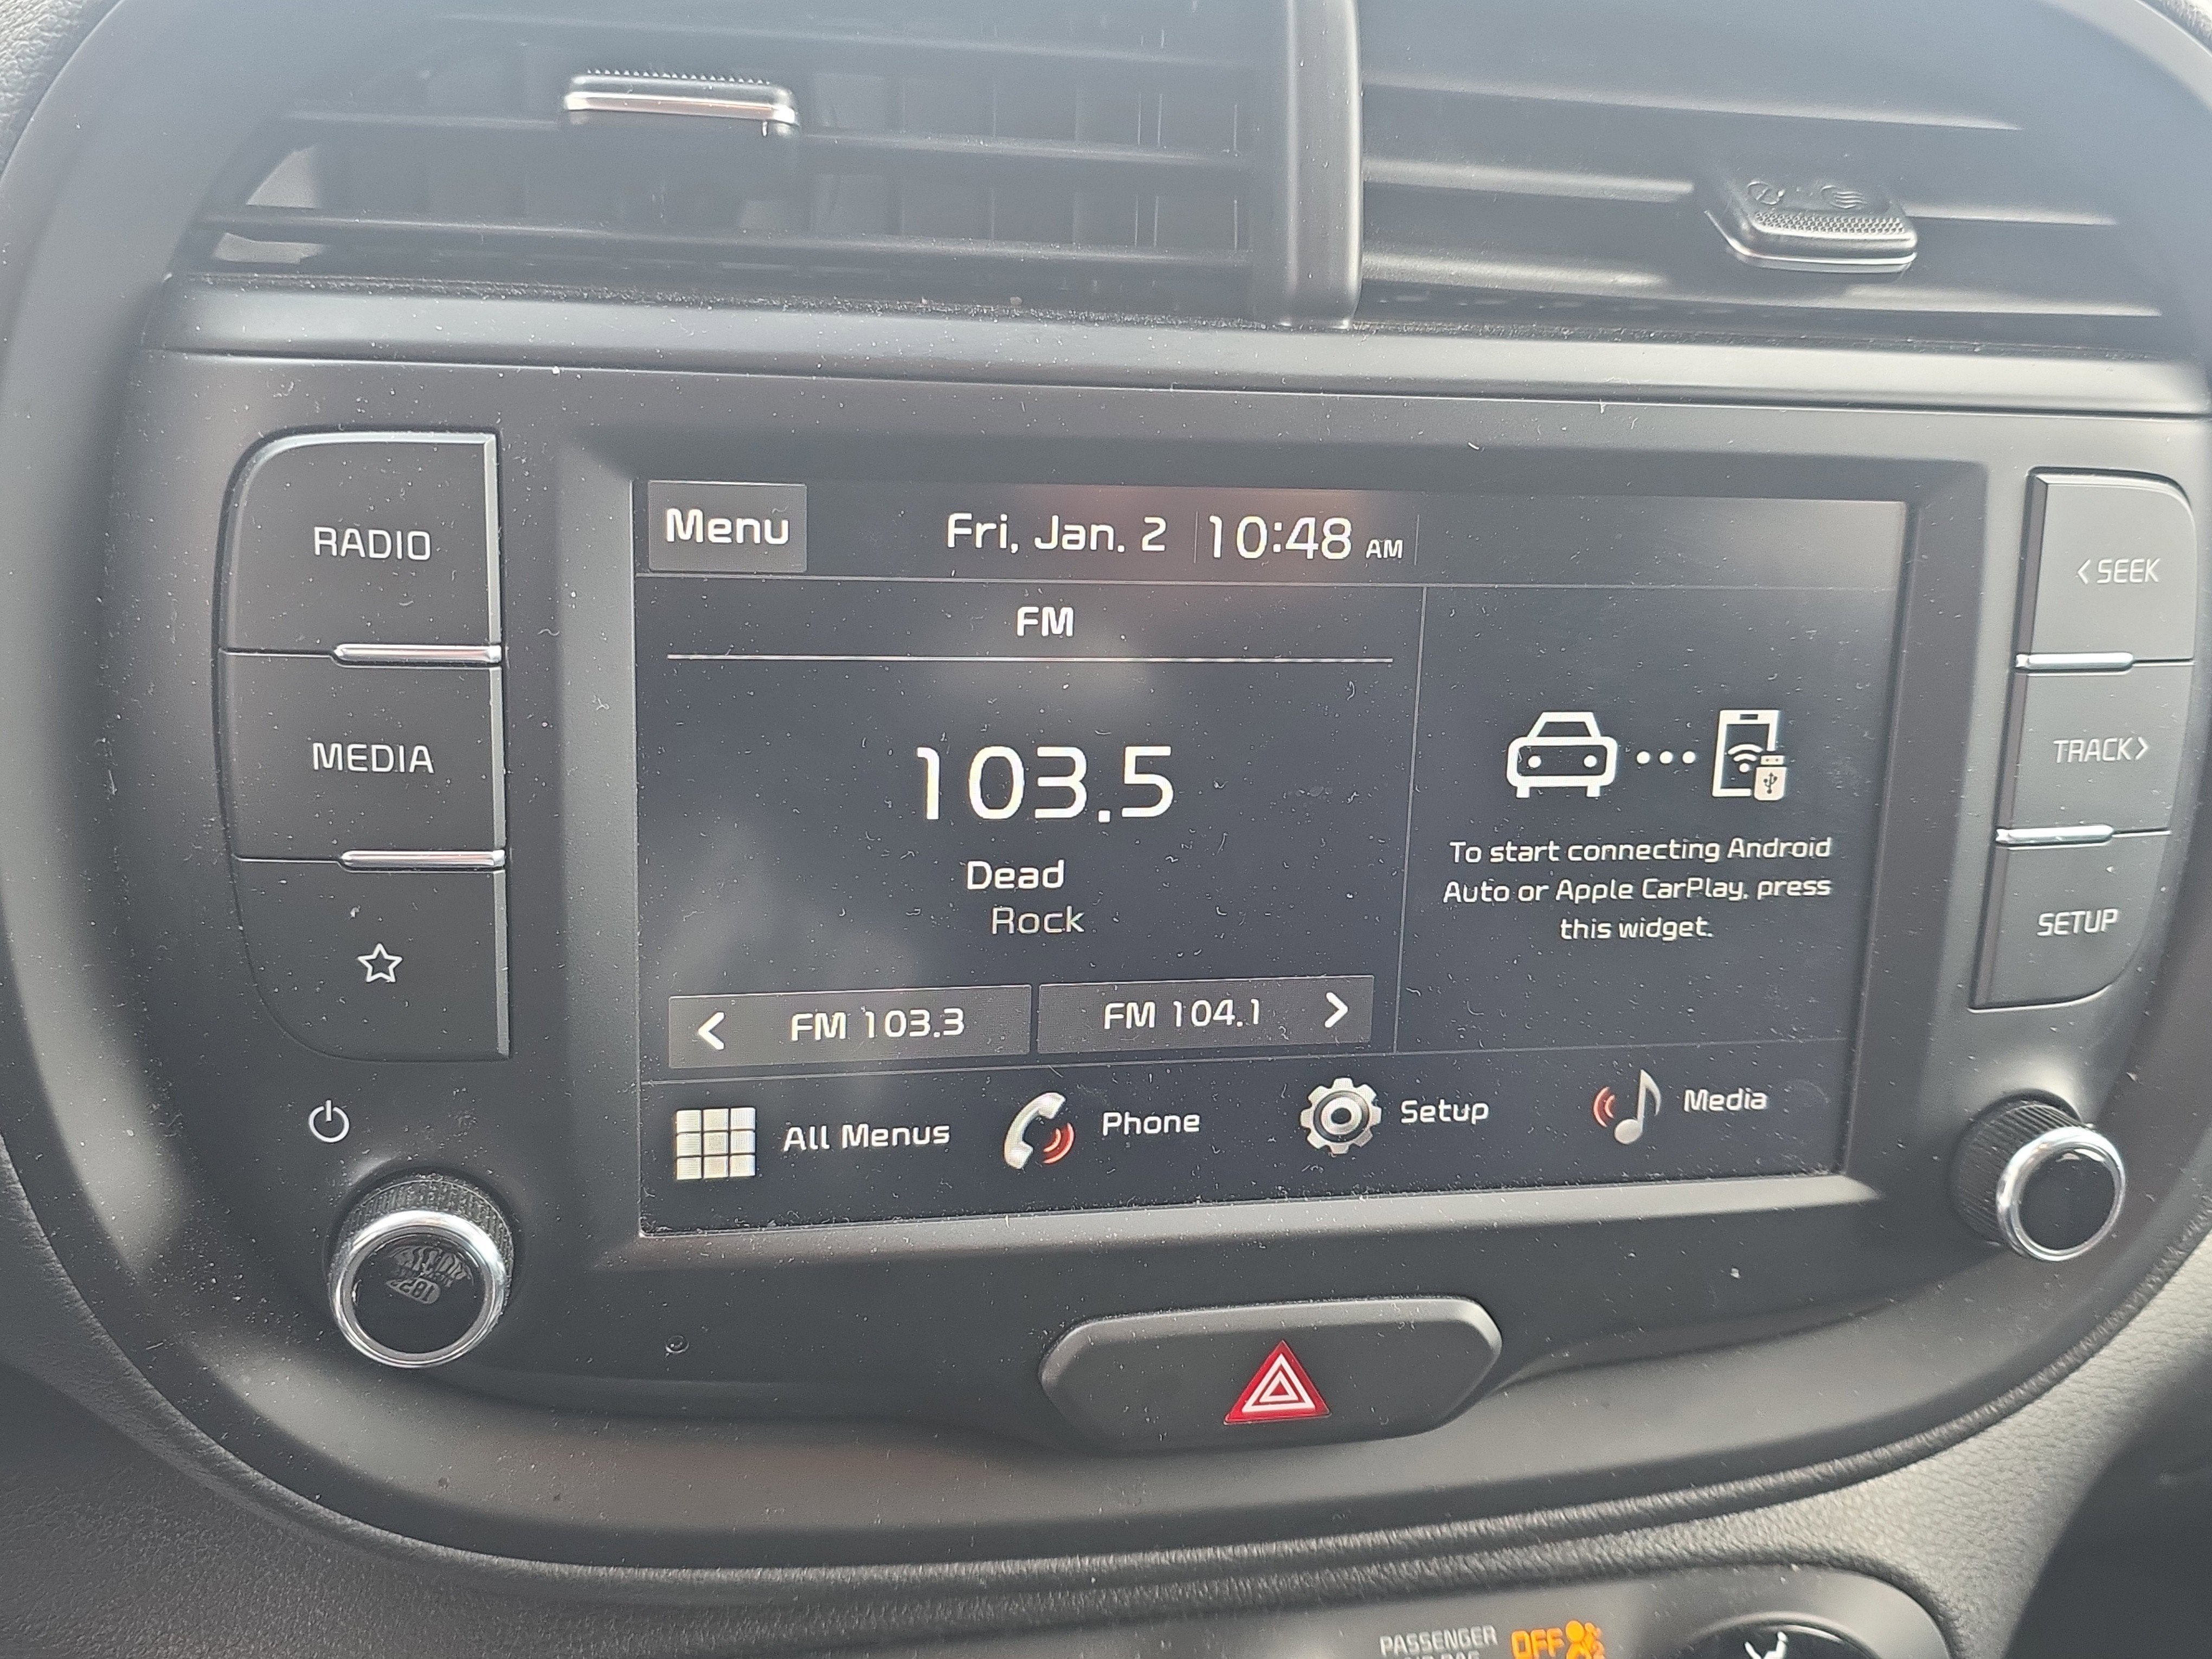 RADIO
MEDIA
Menu
Fri, Jan. 2
10:48 AM
FM
103.5
Dead
Rock
< FM 103.3
FM 104.1 >
To start connecting Android
Auto or Apple CarPlay, press
this widget.
All Menus
Phone
Setup
Media
< SEEK
TRACK >
SETUP
PASSENGER
OFF